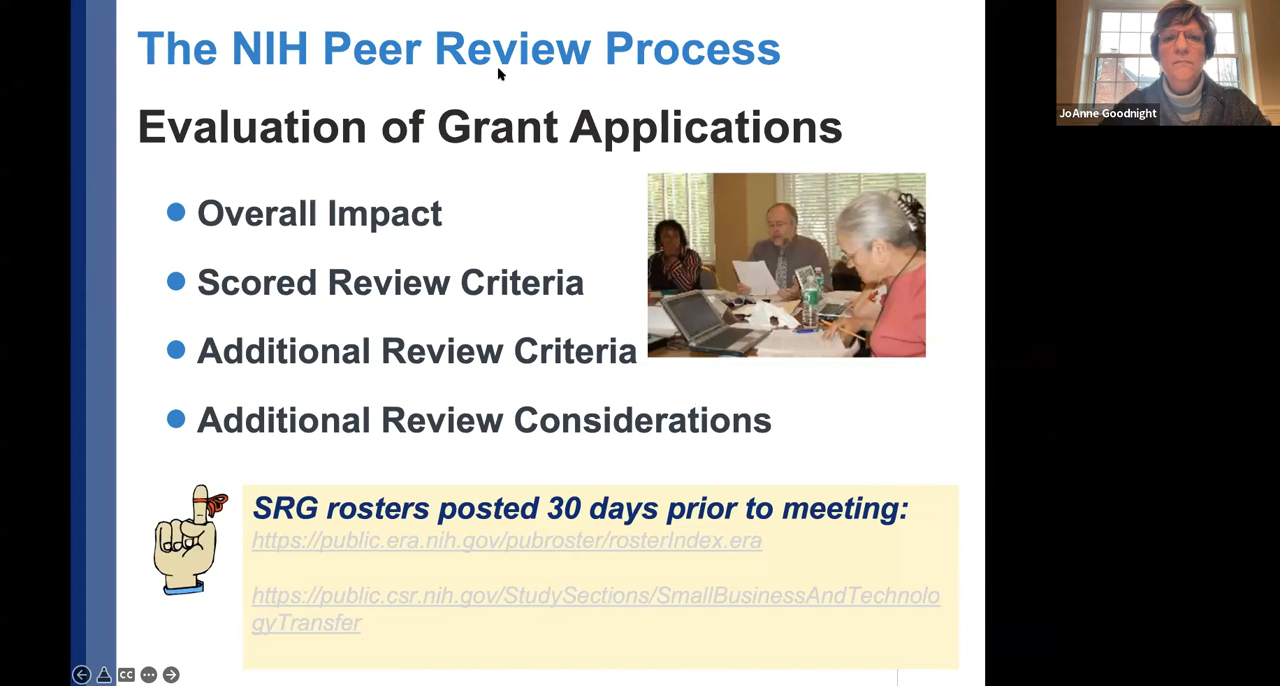 The NIH Peer Review Process
Evaluation of Grant Applications
Overall Impact
Scored Review Criteria
Additional Review Criteria
Additional Review Considerations
SRG rosters posted 30 days prior to meeting:
https://public.era.nih.gov/pubroster/rosterIndex.era
https://public.csr.nih.gov/StudySections/SmallBusinessAndTechnolo
gyTransfer
JoAnne Goodnight
CC